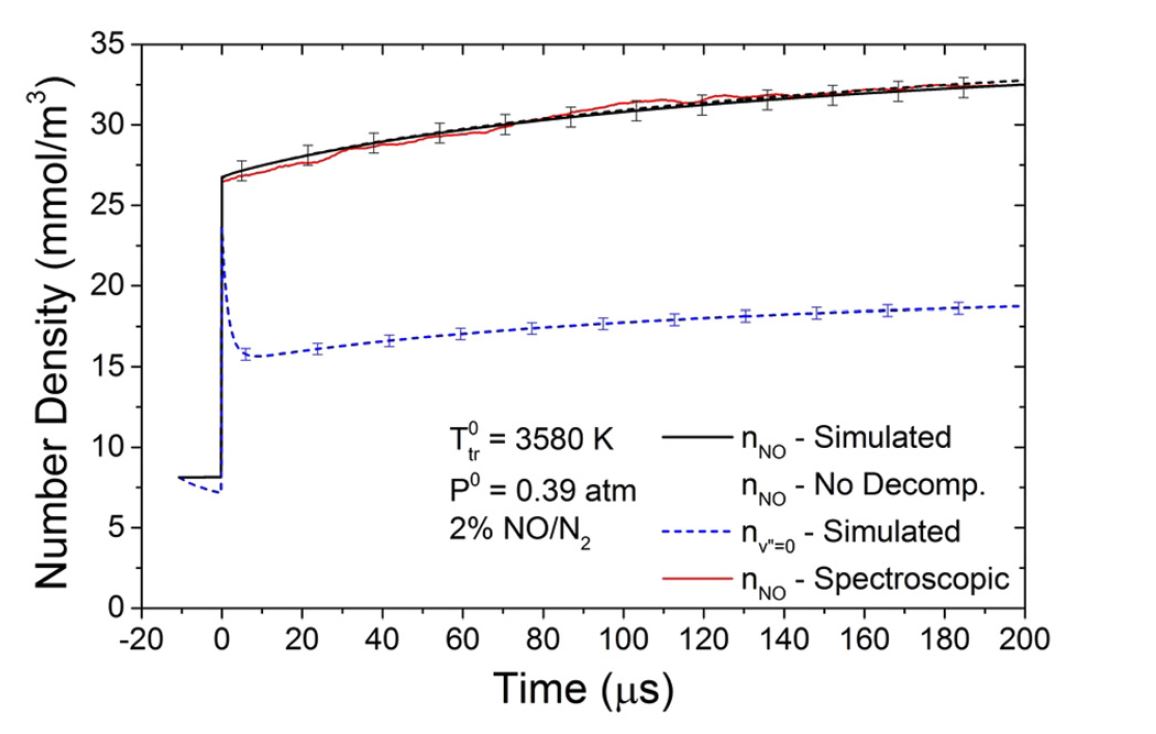 35
30
25
20
15
10
5
0
-20 0 20 40 60 80 100 120 140 160 180 200
Number Density (mmol/m³)
Time (μs)
T⁰tr = 3580 K
P⁰ = 0.39 atm
2% NO/N₂
nNO - Simulated
nNO - No Decomp.
nv"=0 - Simulated
nNO - Spectroscopic